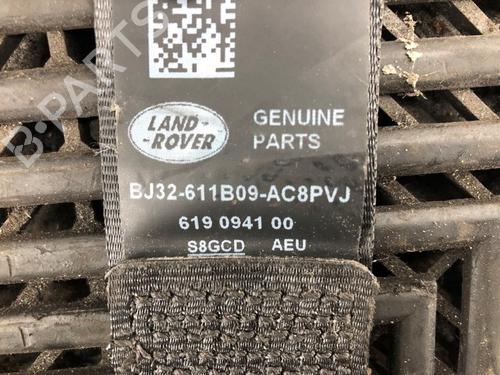 LAND-
-ROVER
GENUINE
PARTS
BJ32-611B09-AC8PVJ
619 0941 00
S8GCD AEU
B-PARTS